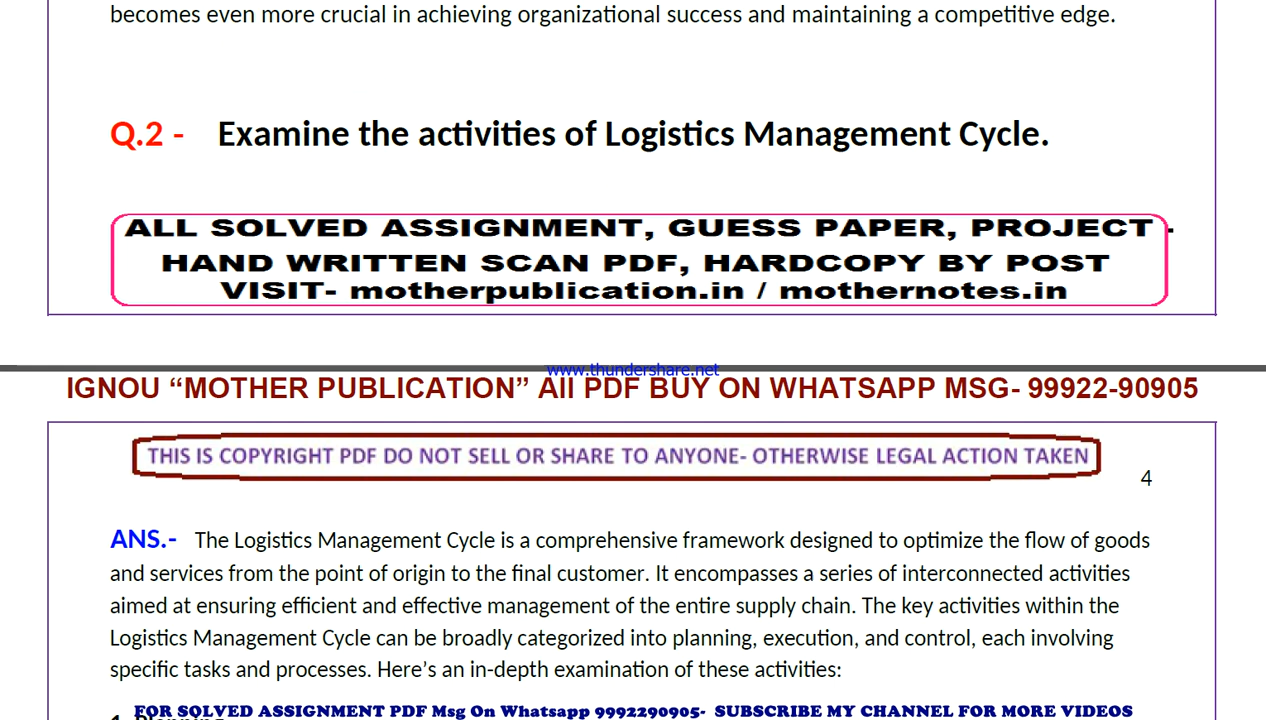 becomes even more crucial in achieving organizational success and maintaining a competitive edge.
Q.2 - Examine the activities of Logistics Management Cycle.
ALL SOLVED ASSIGNMENT, GUESS PAPER, PROJECT -
HAND WRITTEN SCAN PDF, HARDCOPY BY POST
VISIT- motherpublication.in / mothernotes.in
www.thundershare.net
IGNOU “MOTHER PUBLICATION” All PDF BUY ON WHATSAPP MSG- 99922-90905
THIS IS COPYRIGHT PDF DO NOT SELL OR SHARE TO ANYONE- OTHERWISE LEGAL ACTION TAKEN
4
ANS.- The Logistics Management Cycle is a comprehensive framework designed to optimize the flow of goods
and services from the point of origin to the final customer. It encompasses a series of interconnected activities
aimed at ensuring efficient and effective management of the entire supply chain. The key activities within the
Logistics Management Cycle can be broadly categorized into planning, execution, and control, each involving
specific tasks and processes. Here’s an in-depth examination of these activities:
FOR SOLVED ASSIGNMENT PDF Msg On Whatsapp 9992290905- SUBSCRIBE MY CHANNEL FOR MORE VIDEOS